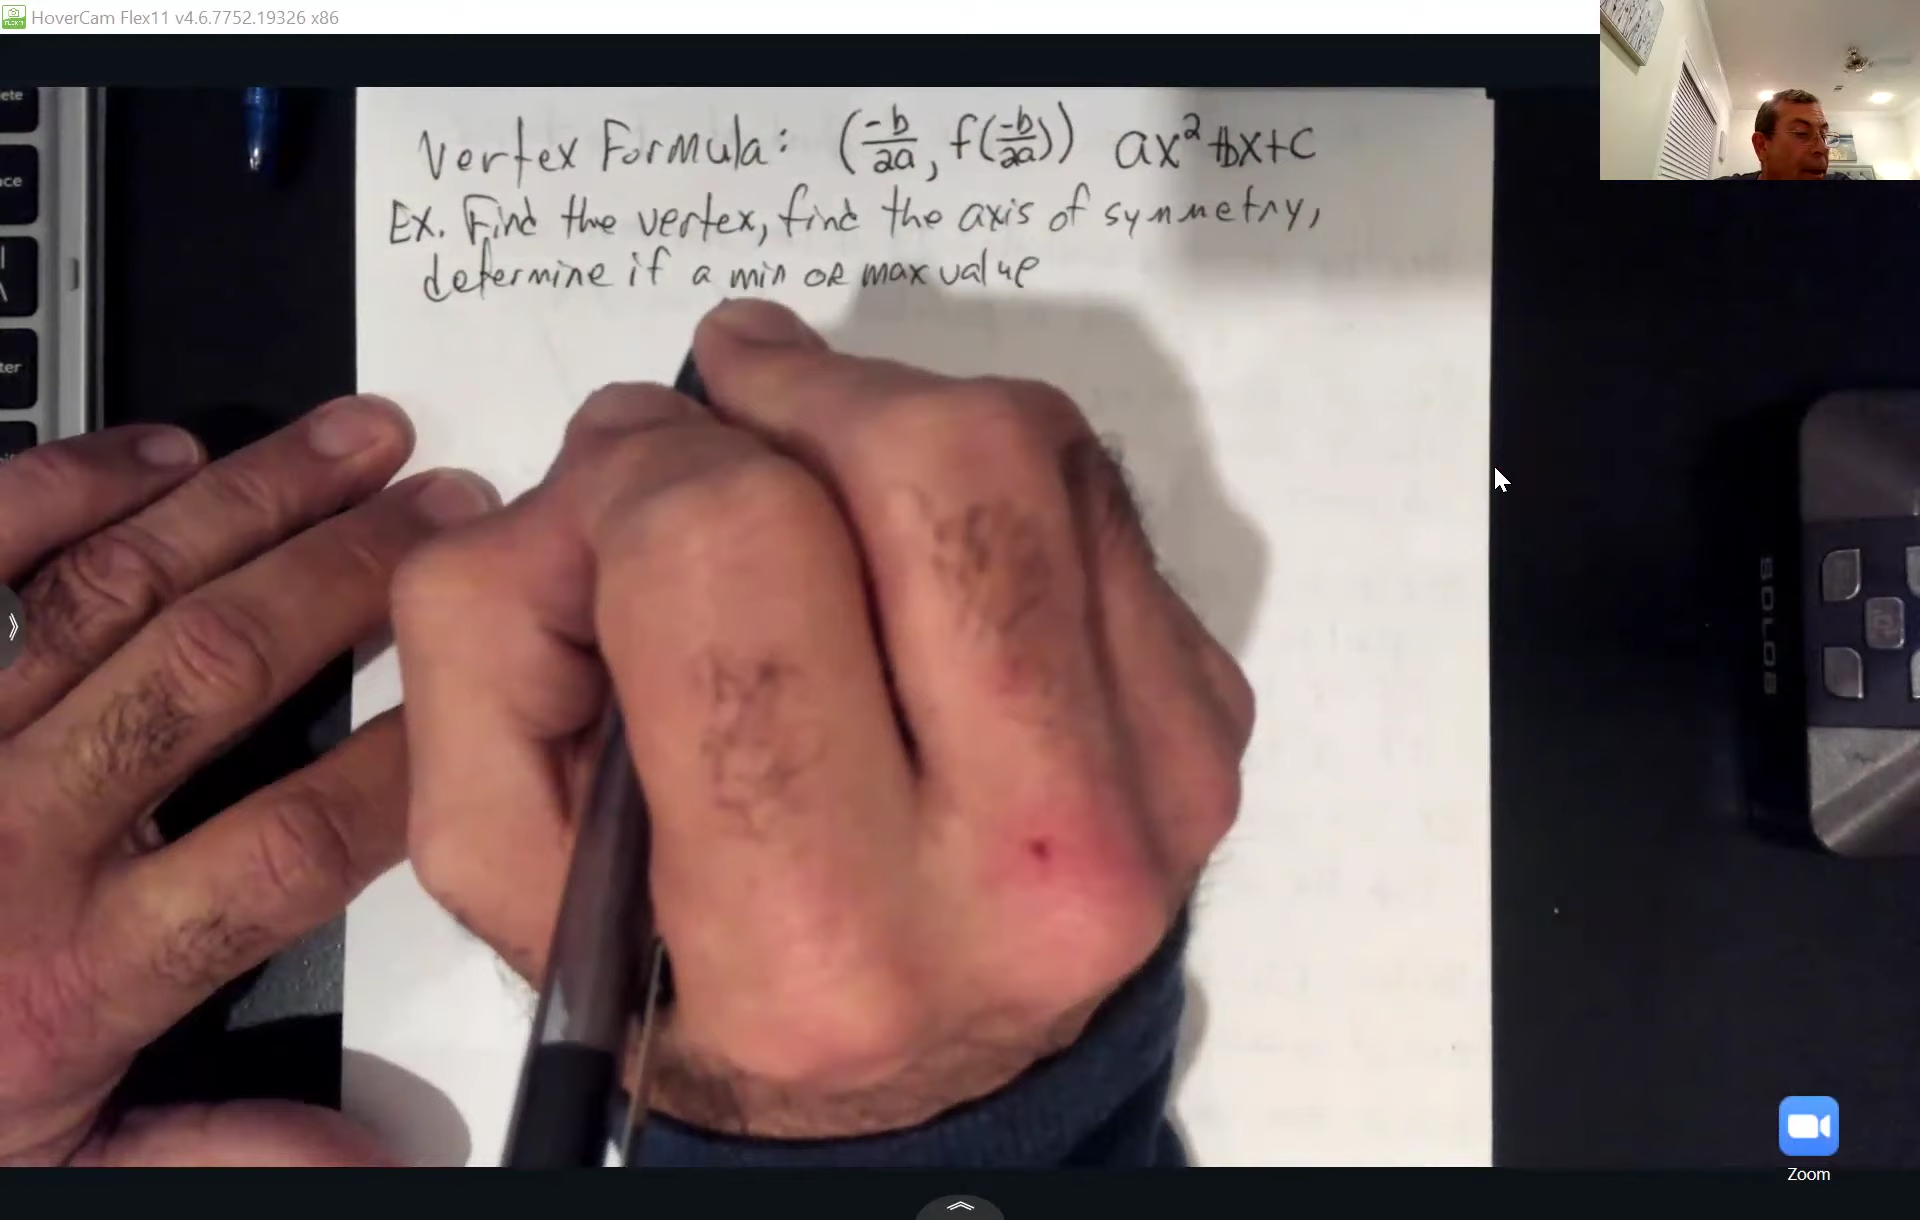 HoverCam Flex11 v4.6.7752.19326 x86
Vertex Formula: (-b/2a, f(-b/2a)) ax²+bx+c
Ex. Find the vertex, find the axis of symmetry,
determine if a min or max value
SOLO8
Zoom